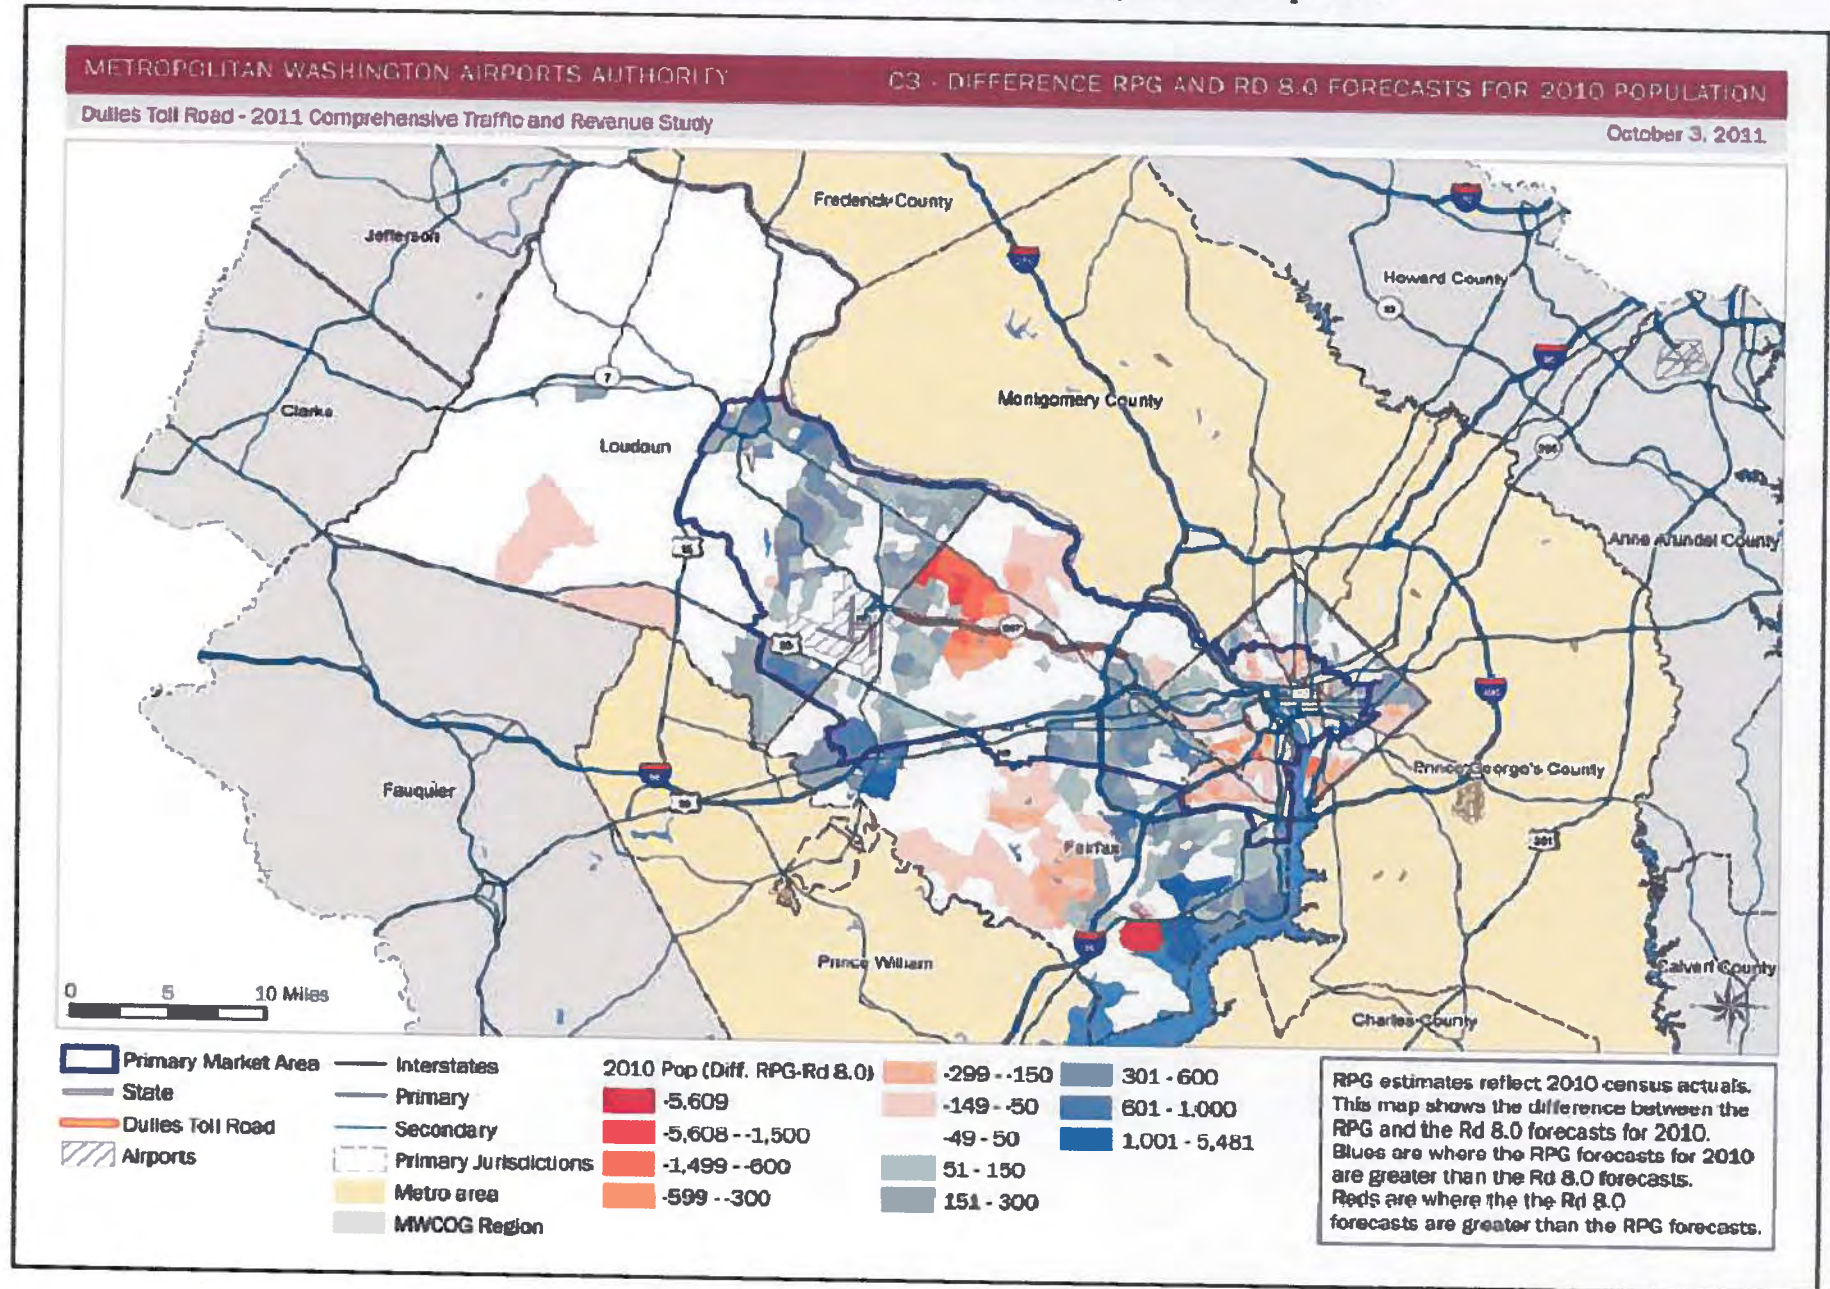 METROPOLITAN WASHINGTON AIRPORTS AUTHORITY
C3 - DIFFERENCE RPG AND RD 8.0 FORECASTS FOR 2010 POPULATION
Dulles Toll Road - 2011 Comprehensive Traffic and Revenue Study
October 3, 2011
Frederick County
Jefferson
Howard County
7
Montgomery County
Clarke
Loudoun
Anne Arundel County
Prince George's County
Fauquier
301
Fairfax
Prince William
Calvert County
Charles County
0 5 10 Miles
Primary Market Area
State
Dulles Toll Road
Airports
Interstates
Primary
Secondary
Primary Jurisdictions
Metro area
MWCOG Region
2010 Pop (Diff. RPG-Rd 8.0)
-5,609
-5,608 - -1,500
-1,499 - -600
-599 - -300
-299 - -150
-149 - -50
-49 - 50
51 - 150
151 - 300
301 - 600
601 - 1,000
1,001 - 5,481
RPG estimates reflect 2010 census actuals.
This map shows the difference between the
RPG and the Rd 8.0 forecasts for 2010.
Blues are where the RPG forecasts for 2010
are greater than the Rd 8.0 forecasts.
Reds are where the the Rd 8.0
forecasts are greater than the RPG forecasts.